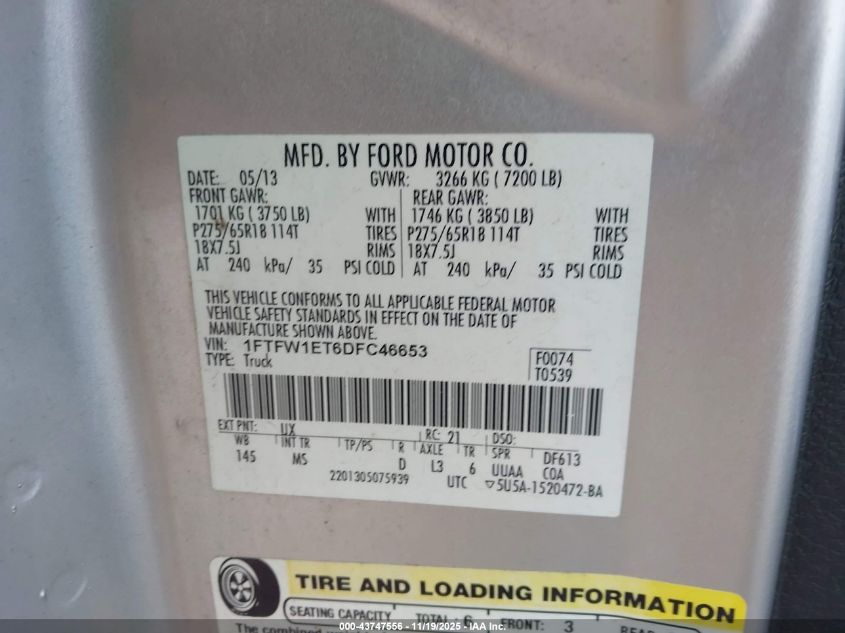 MFD. BY FORD MOTOR CO.
DATE: 05/13 GVWR: 3266 KG ( 7200 LB)
FRONT GAWR: REAR GAWR:
1701 KG ( 3750 LB) WITH 1746 KG ( 3850 LB) WITH
P275/65R18 114T TIRES P275/65R18 114T TIRES
18X7.5J RIMS 18X7.5J RIMS
AT 240 kPa/ 35 PSI COLD AT 240 kPa/ 35 PSI COLD
THIS VEHICLE CONFORMS TO ALL APPLICABLE FEDERAL MOTOR
VEHICLE SAFETY STANDARDS IN EFFECT ON THE DATE OF
MANUFACTURE SHOWN ABOVE.
VIN: 1FTFW1ET6DFC46653
TYPE: Truck
F0074
T0539
EXT PNT: UX RC: 21 DSO:
WB INT TR TP/PS R AXLE TR SPR DF613
145 MS D L3 6 UUAA COA
2201305075939 UTC ▽5U5A-1520472-BA
TIRE AND LOADING INFORMATION
SEATING CAPACITY TOTAL: 6 FRONT: 3
The combined
000-43747556 - 11/19/2025 - IAA Inc.